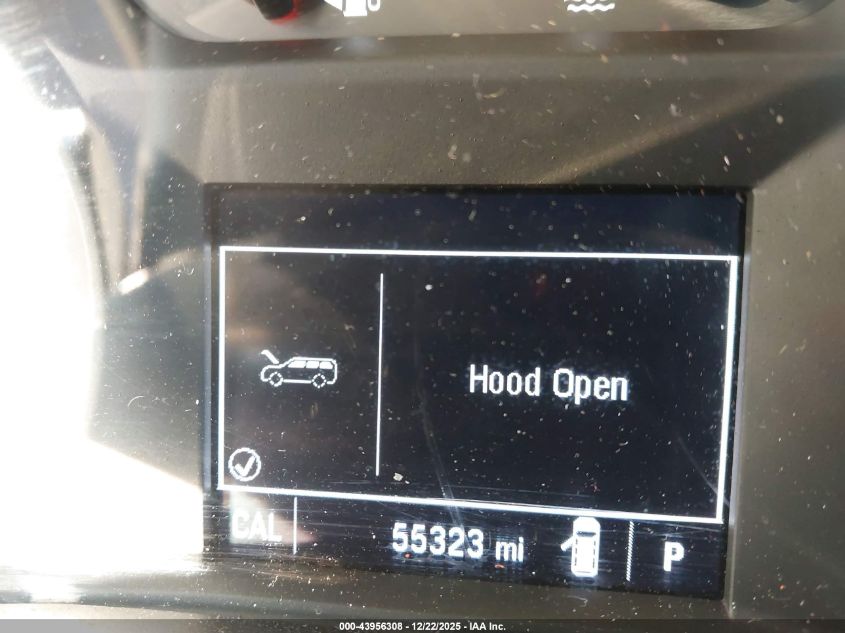 Hood Open
CAL
55323 mi
P
000-43956308 - 12/22/2025 - IAA Inc.